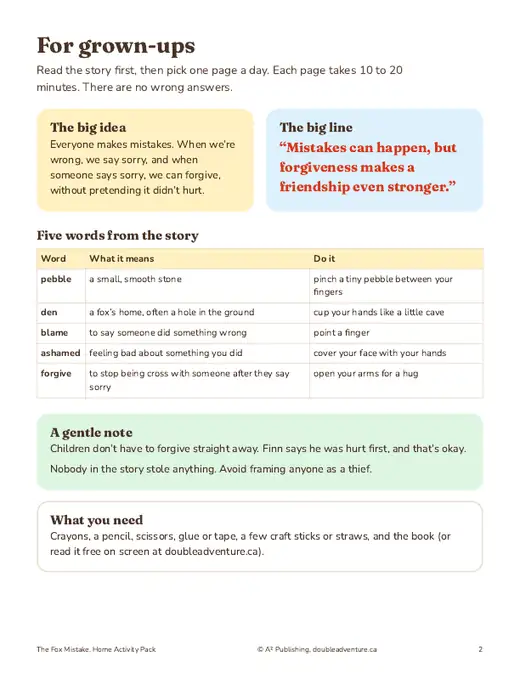 For grown-ups
Read the story first, then pick one page a day. Each page takes 10 to 20
minutes. There are no wrong answers.
The big idea
Everyone makes mistakes. When we're
wrong, we say sorry, and when
someone says sorry, we can forgive,
without pretending it didn't hurt.
The big line
“Mistakes can happen, but
forgiveness makes a
friendship even stronger.”
Five words from the story
Word What it means Do it
pebble a small, smooth stone pinch a tiny pebble between your
fingers
den a fox's home, often a hole in the ground cup your hands like a little cave
blame to say someone did something wrong point a finger
ashamed feeling bad about something you did cover your face with your hands
forgive to stop being cross with someone after they say open your arms for a hug
sorry
A gentle note
Children don't have to forgive straight away. Finn says he was hurt first, and that's okay.
Nobody in the story stole anything. Avoid framing anyone as a thief.
What you need
Crayons, a pencil, scissors, glue or tape, a few craft sticks or straws, and the book (or
read it free on screen at doubleadventure.ca).
The Fox Mistake, Home Activity Pack © A² Publishing, doubleadventure.ca 2